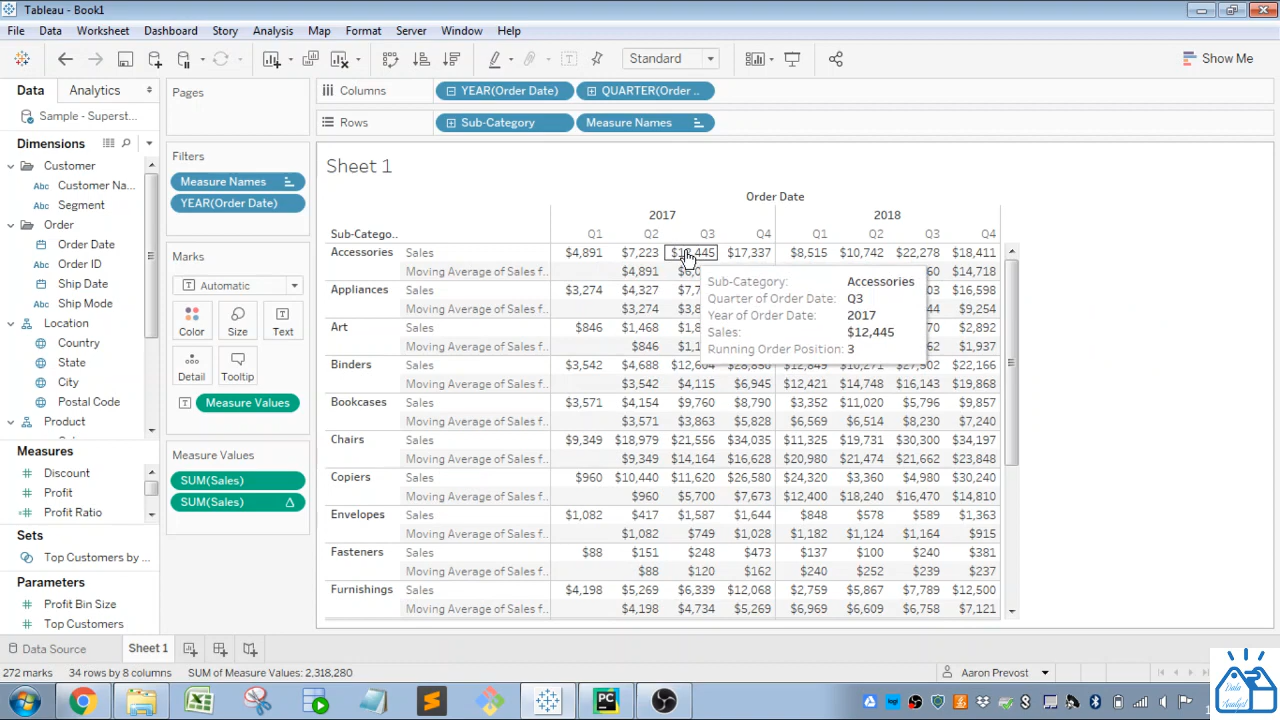 Tableau - Book1
File Data Worksheet Dashboard Story Analysis Map Format Server Window Help
Standard
Show Me
Data Analytics
Sample - Superst...
Dimensions
Customer
Abc Customer Na...
Abc Segment
Order
Order Date
Abc Order ID
Ship Date
Abc Ship Mode
Location
Country
State
City
Postal Code
Product
Measures
Discount
Profit
Profit Ratio
Sets
Top Customers by ...
Parameters
Profit Bin Size
Top Customers
Pages
Filters
Measure Names
YEAR(Order Date)
Marks
Automatic
Color Size Text
Detail Tooltip
Measure Values
Measure Values
SUM(Sales)
SUM(Sales)
Columns YEAR(Order Date) QUARTER(Order ..
Rows Sub-Category Measure Names
Sheet 1
Order Date
2017 2018
Sub-Catego.. Q1 Q2 Q3 Q4 Q1 Q2 Q3 Q4
Accessories Sales $4,891 $7,223 $12,445 $17,337 $8,515 $10,742 $22,278 $18,411
Moving Average of Sales f.. $4,891 60 $14,718
Appliances Sales $3,274 $4,327 $7,7 03 $16,598
Moving Average of Sales f.. $3,274 $3,8 $9,254
Art Sales $846 $1,468 $1,8 70 $2,892
Moving Average of Sales f.. $846 $1,1 62 $1,937
Binders Sales $3,542 $4,688 $22,166
Moving Average of Sales f.. $3,542 $4,115 $6,945 $12,421 $14,748 $16,143 $19,868
Bookcases Sales $3,571 $4,154 $9,760 $8,790 $3,352 $11,020 $5,796 $9,857
Moving Average of Sales f.. $3,571 $3,863 $5,828 $6,569 $6,514 $8,230 $7,240
Chairs Sales $9,349 $18,979 $21,556 $34,035 $11,325 $19,731 $30,300 $34,197
Moving Average of Sales f.. $9,349 $14,164 $16,628 $20,980 $21,474 $21,662 $23,848
Copiers Sales $960 $10,440 $11,620 $26,580 $24,320 $3,360 $4,980 $30,240
Moving Average of Sales f.. $960 $5,700 $7,673 $12,400 $18,240 $16,470 $14,810
Envelopes Sales $1,082 $417 $1,587 $1,644 $848 $578 $589 $1,363
Moving Average of Sales f.. $1,082 $749 $1,028 $1,182 $1,124 $1,164 $915
Fasteners Sales $88 $151 $248 $473 $137 $100 $240 $381
Moving Average of Sales f.. $88 $120 $162 $240 $252 $239 $237
Furnishings Sales $4,198 $5,269 $6,339 $12,068 $2,759 $5,867 $7,789 $12,500
Moving Average of Sales f.. $4,198 $4,734 $5,269 $6,969 $6,609 $6,758 $7,121
Sub-Category: Accessories
Quarter of Order Date: Q3
Year of Order Date: 2017
Sales: $12,445
Running Order Position: 3
Data Source Sheet 1
272 marks 34 rows by 8 columns SUM of Measure Values: 2,318,280
Aaron Prevost
PC
Data
Analyst